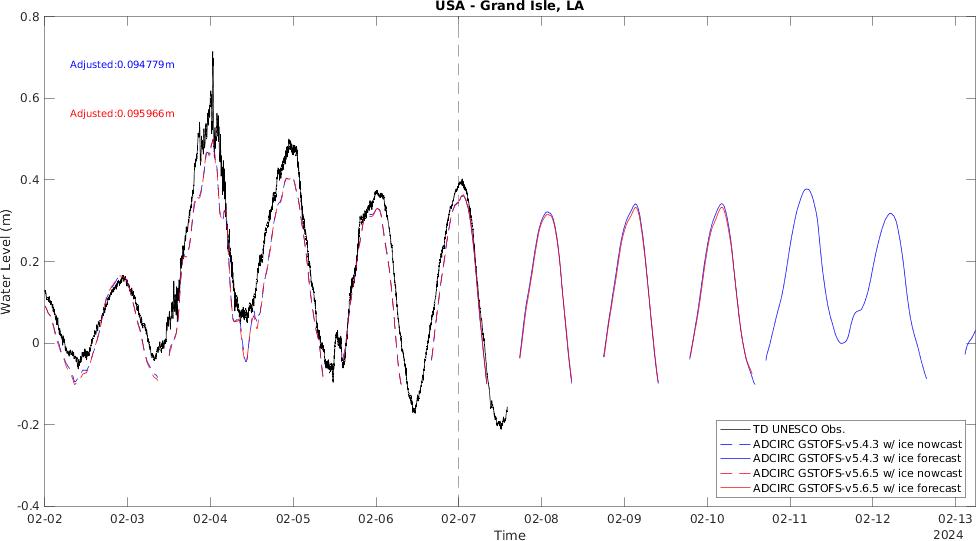 USA - Grand Isle, LA
0.8
0.6
0.4
0.2
0
-0.2
-0.4
Water Level (m)
Adjusted:0.094779m
Adjusted:0.095966m
TD UNESCO Obs.
ADCIRC GSTOFS-v5.4.3 w/ ice nowcast
ADCIRC GSTOFS-v5.4.3 w/ ice forecast
ADCIRC GSTOFS-v5.6.5 w/ ice nowcast
ADCIRC GSTOFS-v5.6.5 w/ ice forecast
02-02 02-03 02-04 02-05 02-06 02-07 02-08 02-09 02-10 02-11 02-12 02-13
Time
2024